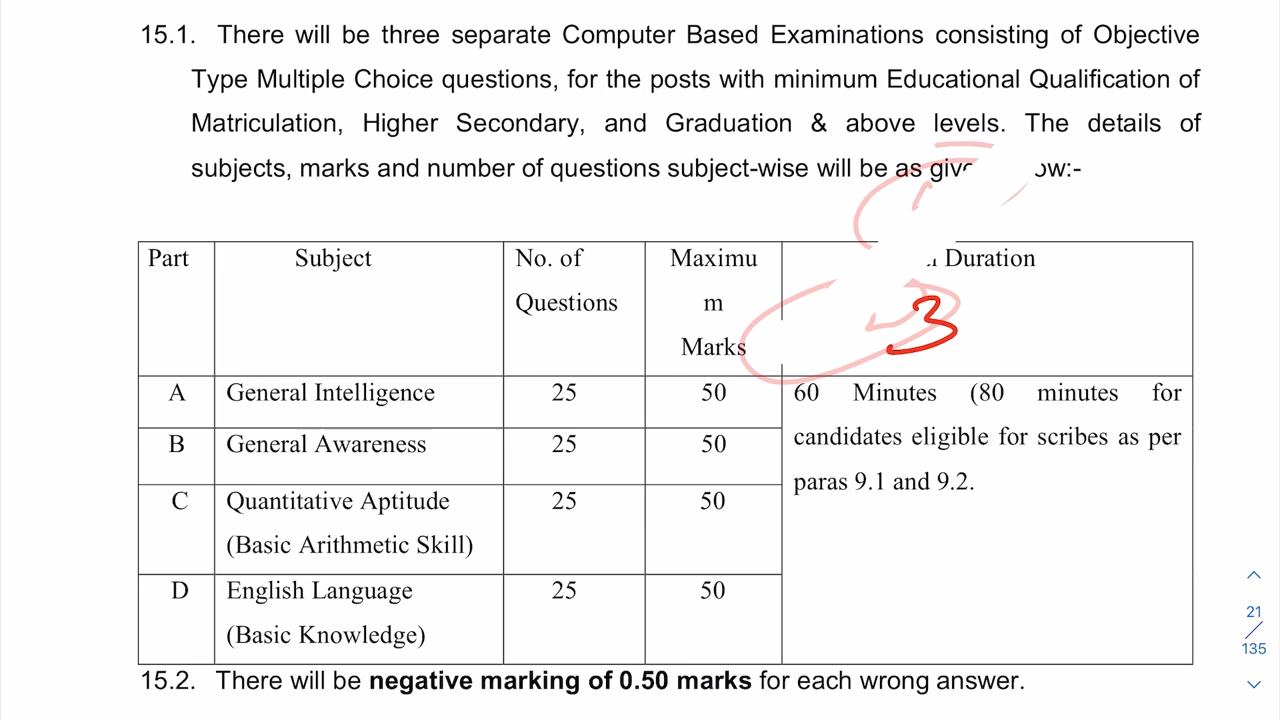 15.1. There will be three separate Computer Based Examinations consisting of Objective
Type Multiple Choice questions, for the posts with minimum Educational Qualification of
Matriculation, Higher Secondary, and Graduation & above levels. The details of
subjects, marks and number of questions subject-wise will be as
Part Subject No. of Maximu Duration
Questions m
Marks
3
A General Intelligence 25 50 60 Minutes (80 minutes for
candidates eligible for scribes as per
B General Awareness 25 50
paras 9.1 and 9.2.
C Quantitative Aptitude 25 50
(Basic Arithmetic Skill)
D English Language 25 50
(Basic Knowledge)
15.2. There will be negative marking of 0.50 marks for each wrong answer.
21
135